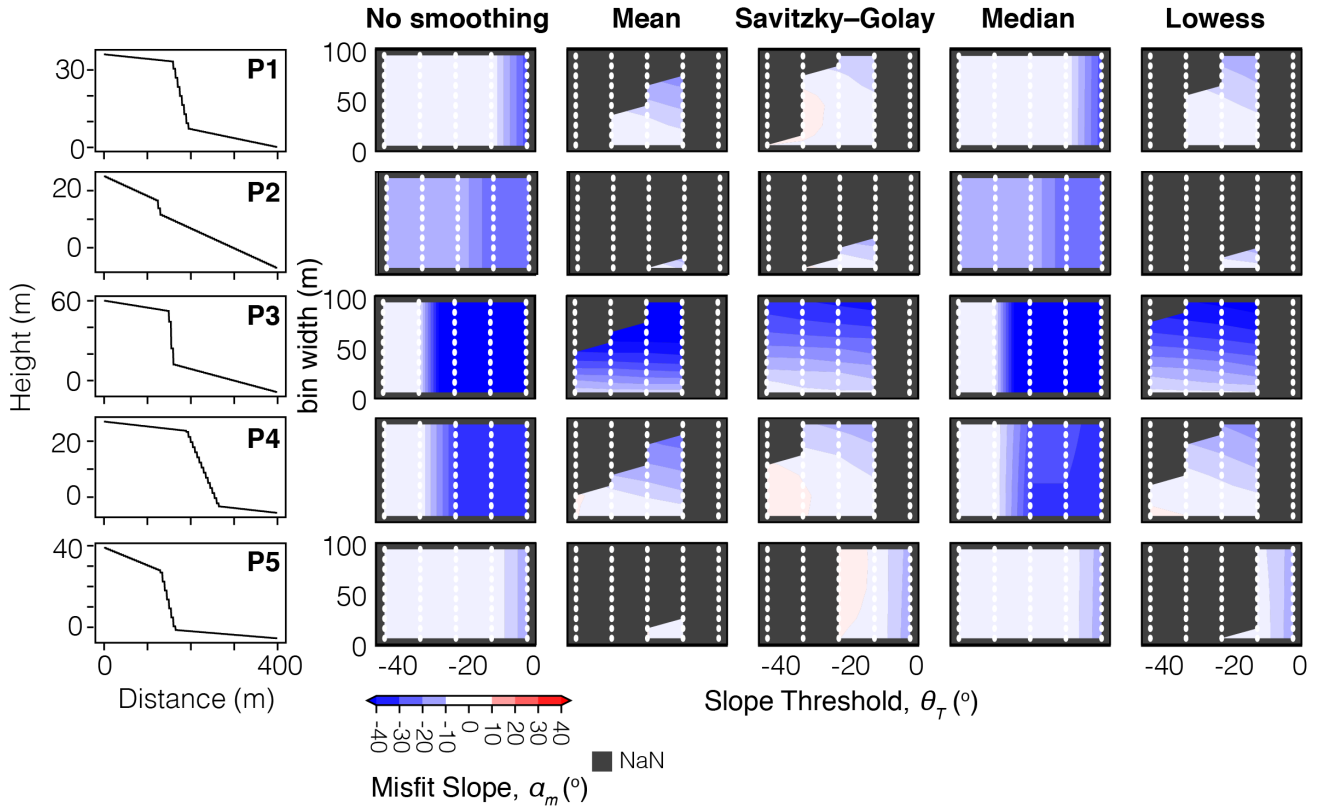 No smoothing Mean Savitzky–Golay Median Lowess
P1
30
0
100
50
0
P2
20
0
P3
60
0
100
50
0
P4
20
0
P5
40
0
100
50
0
Height (m)
bin width (m)
0 400
Distance (m)
-40 -20 0
-40 -20 0
-40 -20 0
Slope Threshold, θT (o)
-40 -30 -20 -10 0 10 20 30 40
NaN
Misfit Slope, αm (o)